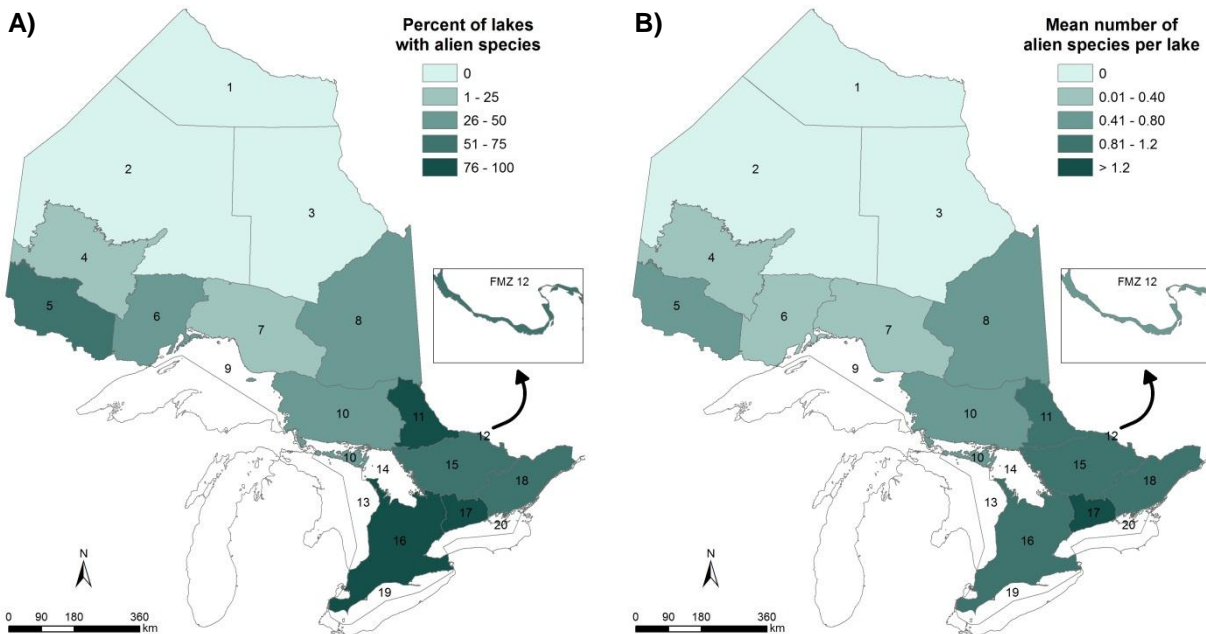 A)
Percent of lakes
with alien species
0
1 - 25
26 - 50
51 - 75
76 - 100
1
2
3
4
5
6
7
8
9
10
11
12
FMZ 12
10
14
15
13
18
17
20
16
19
N
0 90 180 360
km
B)
Mean number of
alien species per lake
0
0.01 - 0.40
0.41 - 0.80
0.81 - 1.2
> 1.2
1
2
3
4
5
6
7
8
9
10
11
12
FMZ 12
10
14
15
13
18
17
20
16
19
N
0 90 180 360
km